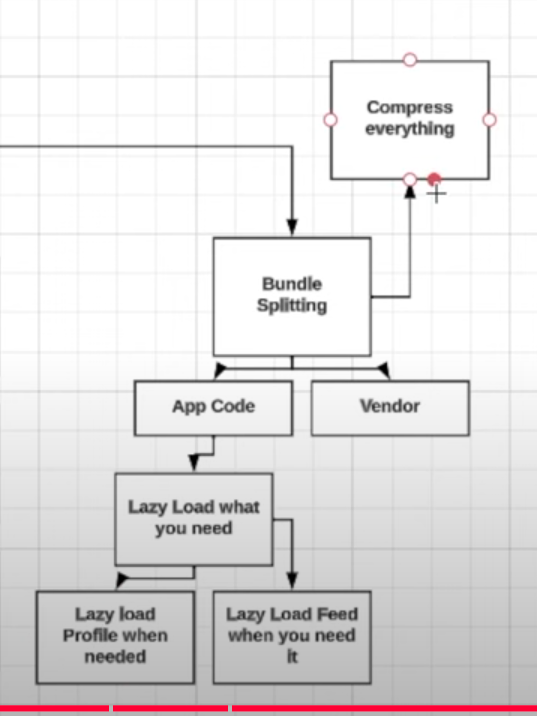 Compress
everything
Bundle
Splitting
App Code
Vendor
Lazy Load what
you need
Lazy load
Profile when
needed
Lazy Load Feed
when you need
it